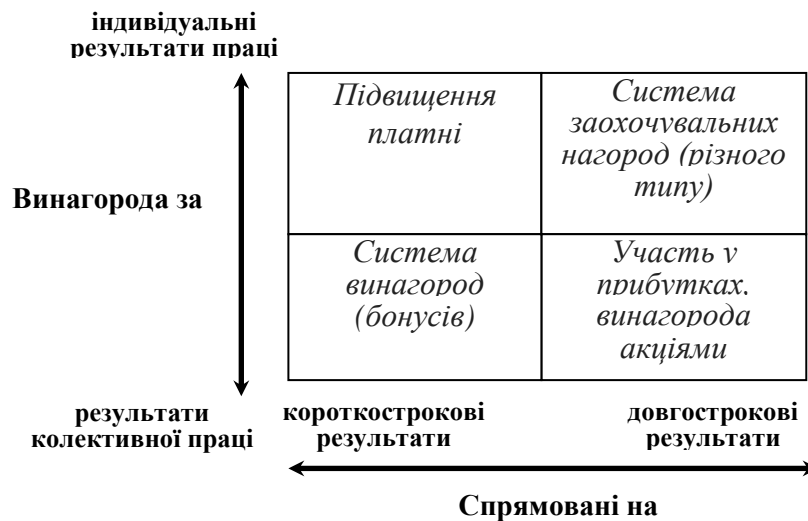 індивідуальні
результати праці
Підвищення
платні
Система
заохочувальних
нагород (різного
типу)
Винагорода за
Система
винагород
(бонусів)
Участь у
прибутках,
винагорода
акціями
результати
колективної праці
короткострокові
результати
довгострокові
результати
Спрямовані на